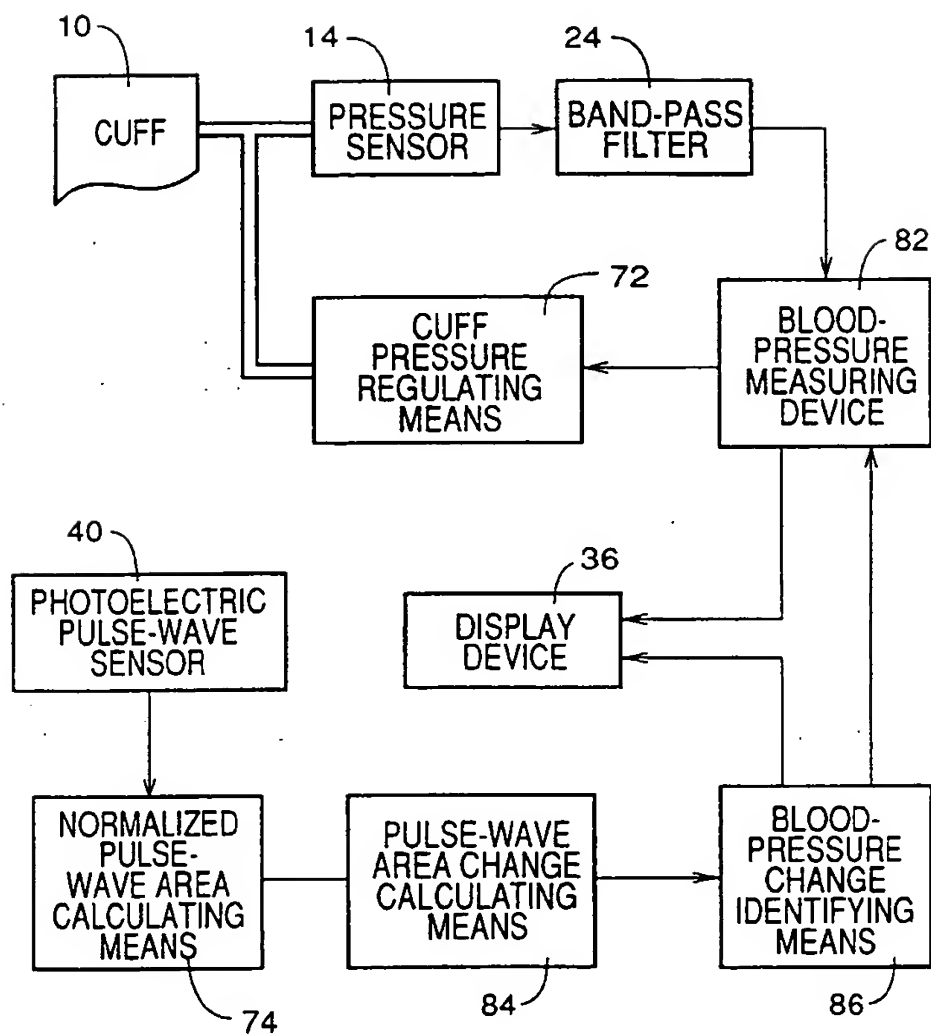 10
14
24
CUFF
PRESSURE
SENSOR
BAND-PASS
FILTER
72
82
CUFF
PRESSURE
REGULATING
MEANS
BLOOD-
PRESSURE
MEASURING
DEVICE
40
36
PHOTOELECTRIC
PULSE-WAVE
SENSOR
DISPLAY
DEVICE
NORMALIZED
PULSE-
WAVE AREA
CALCULATING
MEANS
PULSE-WAVE
AREA CHANGE
CALCULATING
MEANS
BLOOD-
PRESSURE
CHANGE
IDENTIFYING
MEANS
74
84
86